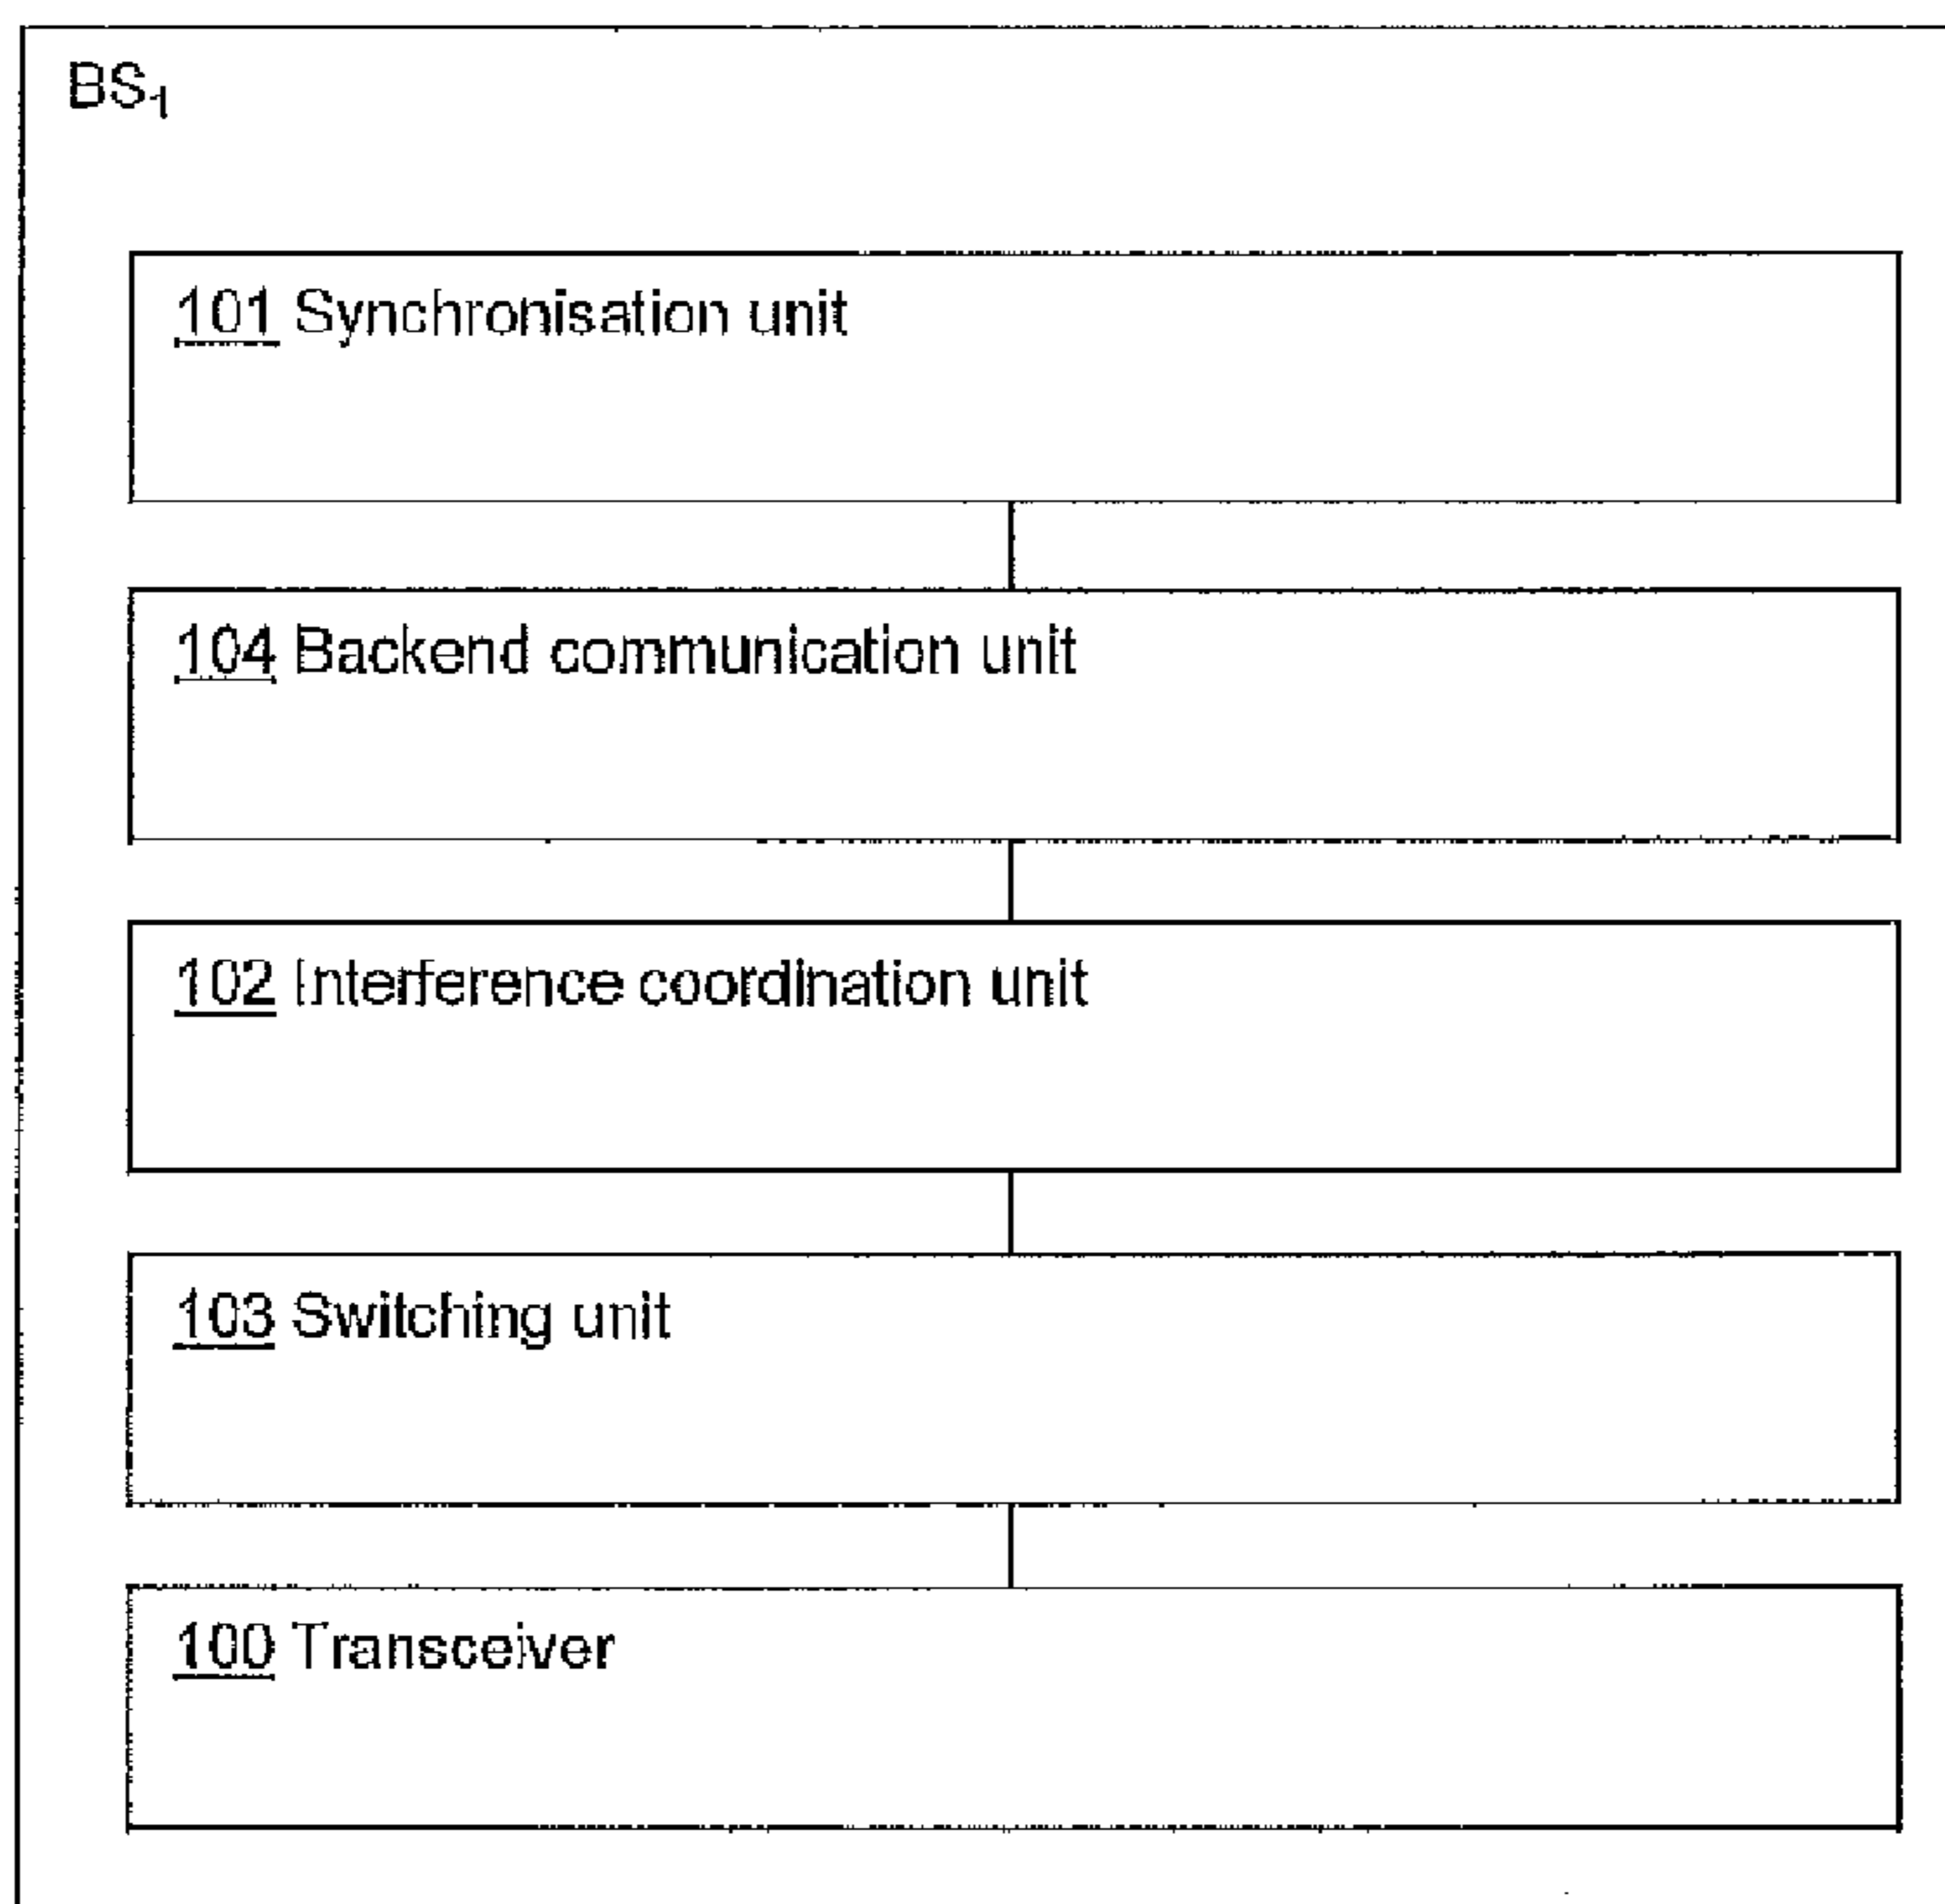 BS₁
101 Synchronisation unit
104 Backend communication unit
102 Interference coordination unit
103 Switching unit
100 Transceiver